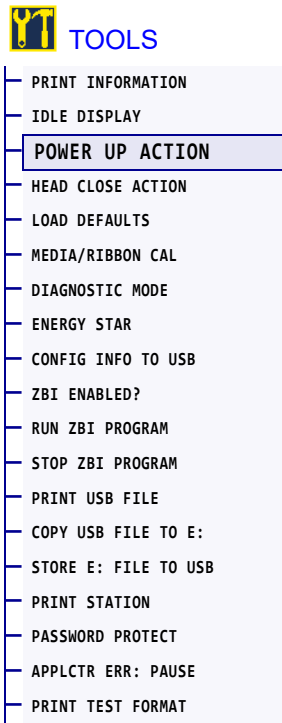 TOOLS
PRINT INFORMATION
IDLE DISPLAY
POWER UP ACTION
HEAD CLOSE ACTION
LOAD DEFAULTS
MEDIA/RIBBON CAL
DIAGNOSTIC MODE
ENERGY STAR
CONFIG INFO TO USB
ZBI ENABLED?
RUN ZBI PROGRAM
STOP ZBI PROGRAM
PRINT USB FILE
COPY USB FILE TO E:
STORE E: FILE TO USB
PRINT STATION
PASSWORD PROTECT
APPLCTR ERR: PAUSE
PRINT TEST FORMAT